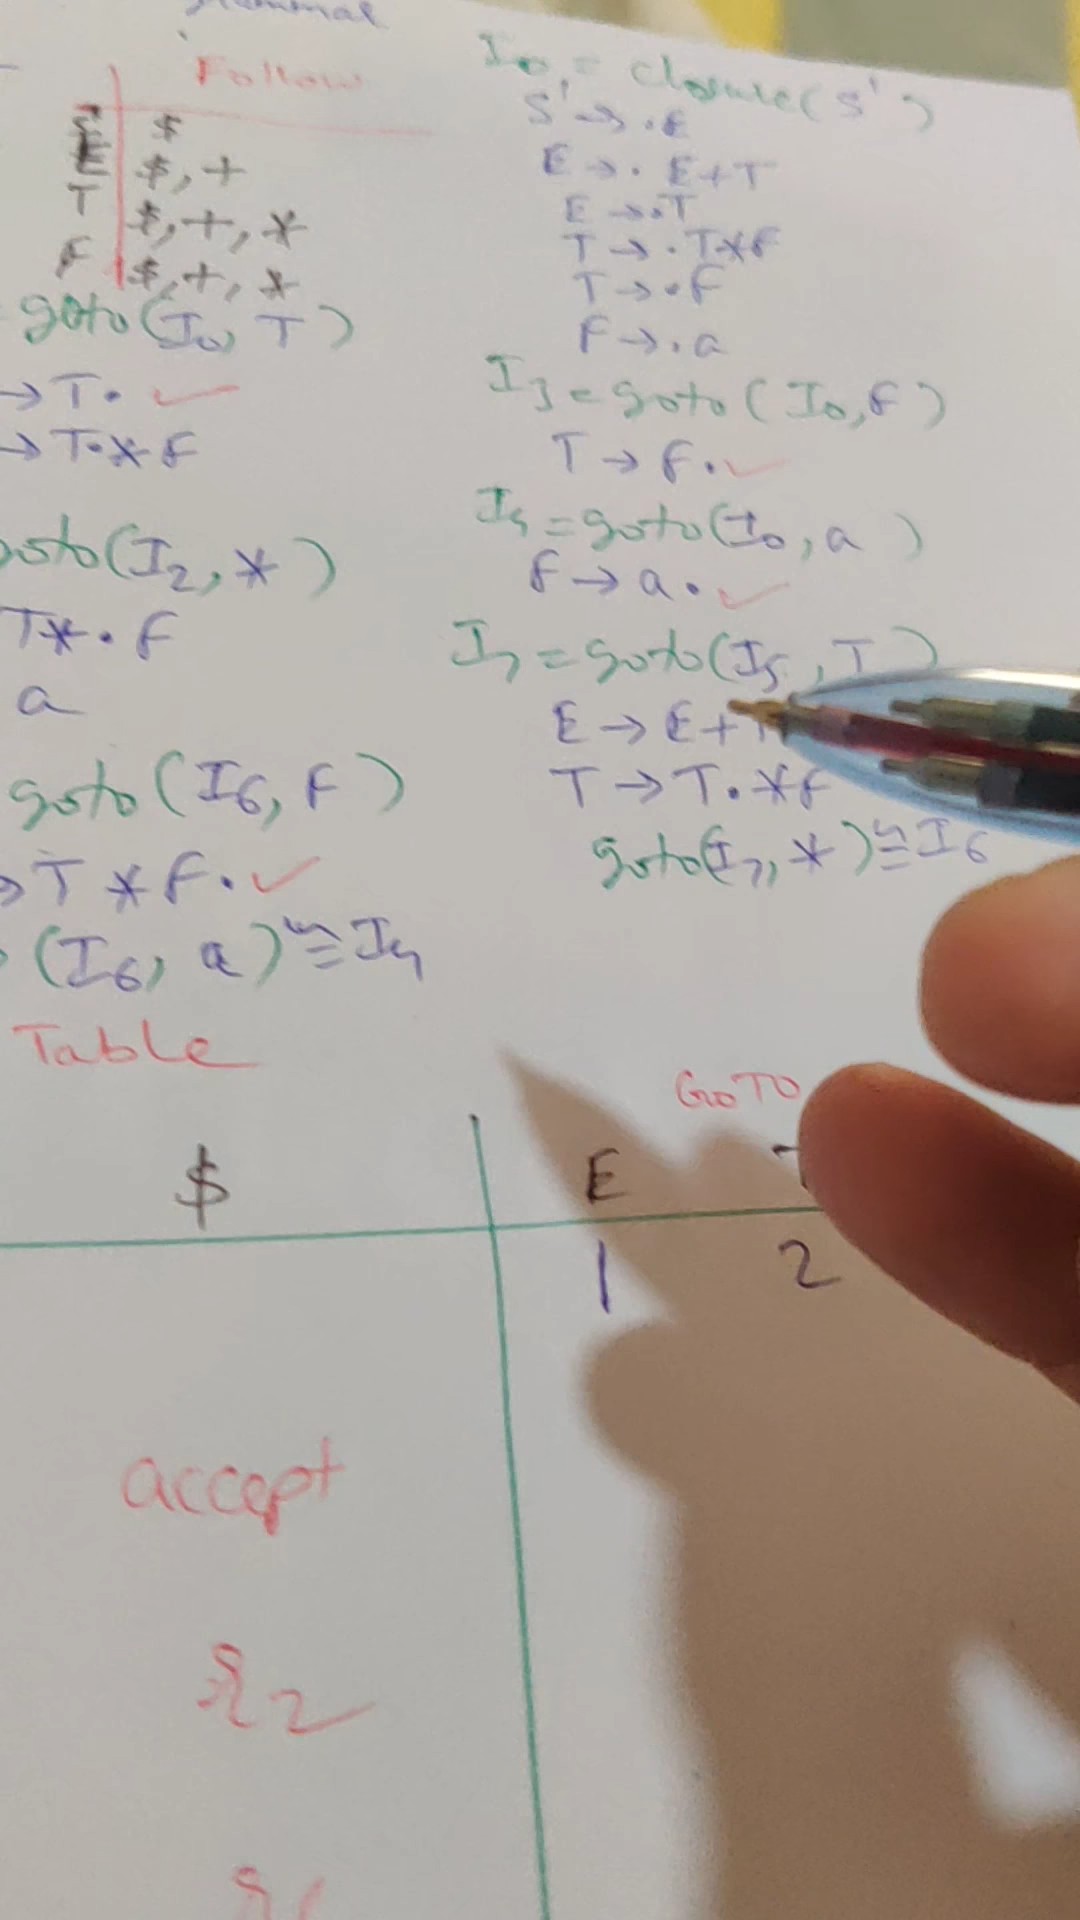 Follow
S' $
E $, +
T $, +, *
F $, +, *
goto(I0, T)
→ T. ✓
→ T.*F
goto(I2, *)
T*.F
a
goto(I6, F)
→ T * F. ✓
(I6, a) ≅ I4
I0 = closure(S')
S' → .E
E → . E+T
E → .T
T → .T*F
T → .F
F → .a
I3 = goto(I0, F)
T → F. ✓
I4 = goto(I0, a)
F → a. ✓
I7 = goto(I5, T)
E → E+T
T → T.*F
goto(I7, *) ≅ I6
Table
GOTO
$ E
1 2
accept
r2